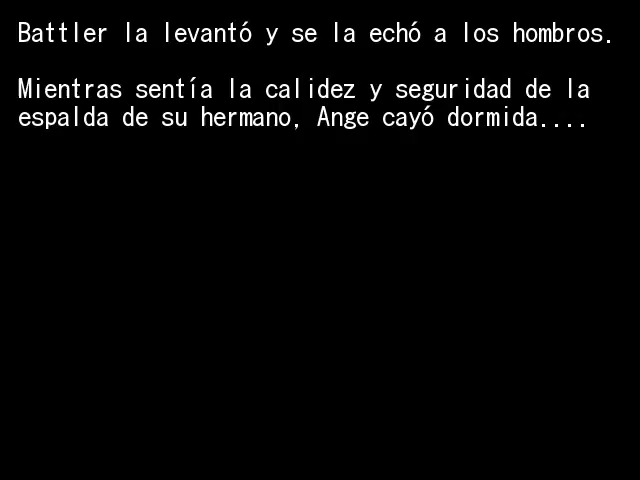 Battler la levantó y se la echó a los hombros.
Mientras sentía la calidez y seguridad de la
espalda de su hermano, Ange cayó dormida....